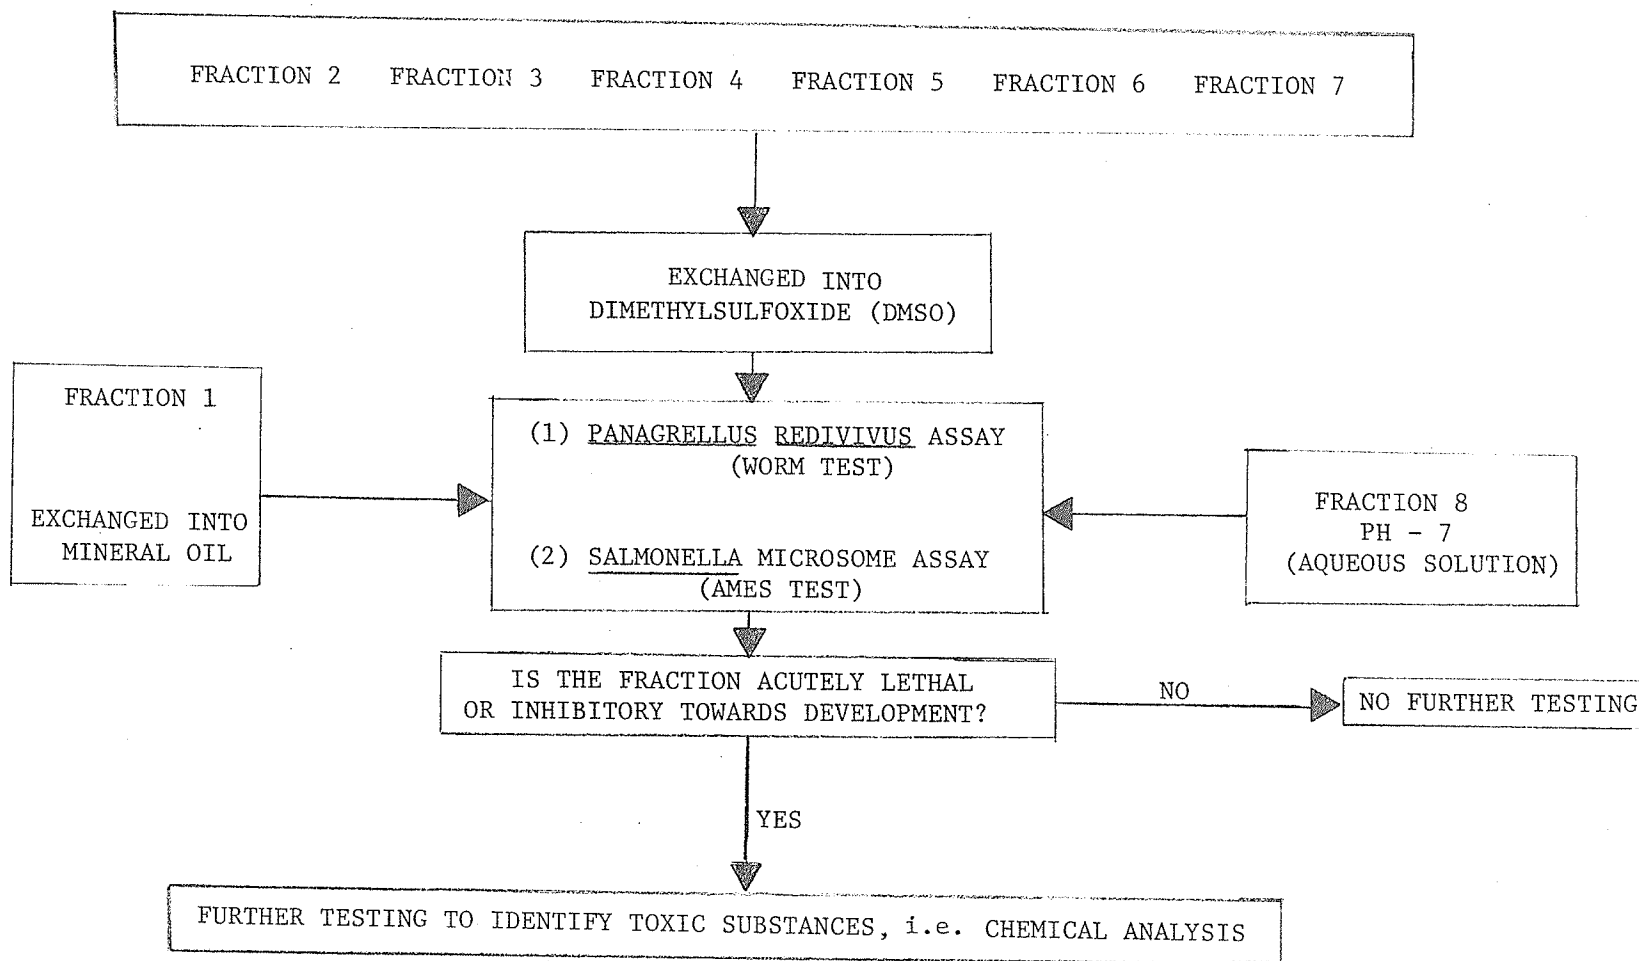 FRACTION 2 FRACTION 3 FRACTION 4 FRACTION 5 FRACTION 6 FRACTION 7
EXCHANGED INTO
DIMETHYLSULFOXIDE (DMSO)
FRACTION 1
EXCHANGED INTO
MINERAL OIL
(1) PANAGRELLUS REDIVIVUS ASSAY
(WORM TEST)
(2) SALMONELLA MICROSOME ASSAY
(AMES TEST)
FRACTION 8
PH - 7
(AQUEOUS SOLUTION)
IS THE FRACTION ACUTELY LETHAL
OR INHIBITORY TOWARDS DEVELOPMENT?
NO
NO FURTHER TESTING
YES
FURTHER TESTING TO IDENTIFY TOXIC SUBSTANCES, i.e. CHEMICAL ANALYSIS